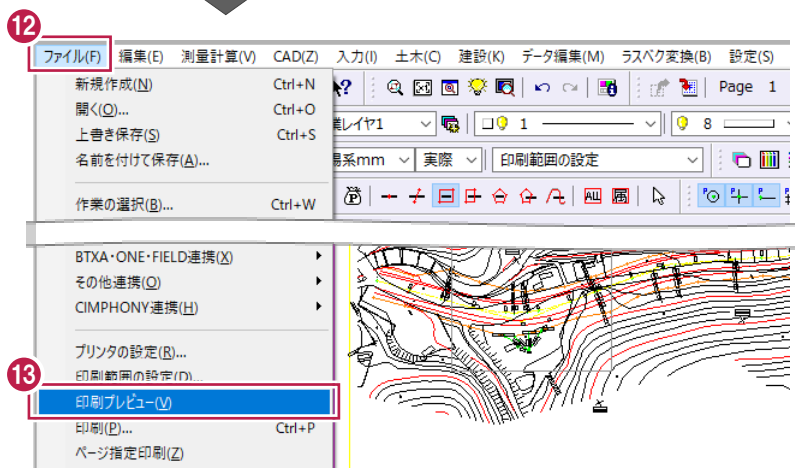 12
ファイル(F) 編集(E) 測量計算(V) CAD(Z) 入力(I) 土木(C) 建設(K) データ編集(M) ラスベク変換(B) 設定(S)
新規作成(N) Ctrl+N
開く(O)... Ctrl+O
上書き保存(S) Ctrl+S
名前を付けて保存(A)...
作業の選択(B)... Ctrl+W
Page 1
業レイヤ1 1 8
系mm 実際 印刷範囲の設定
ALL 画
BTXA・ONE・FIELD連携(X)
その他連携(O)
CIMPHONY連携(H)
プリンタの設定(R)...
印刷範囲の設定(D)...
13
印刷プレビュー(V)
印刷(P)... Ctrl+P
ページ指定印刷(Z)